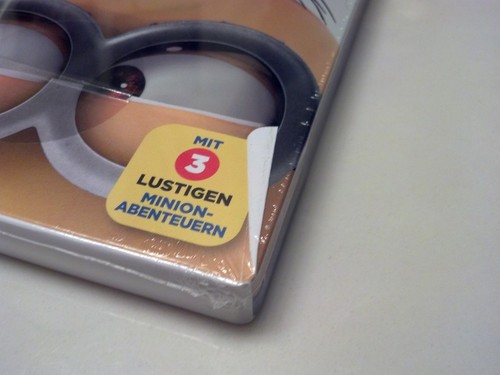 MIT
3
LUSTIGEN
MINION-
ABENTEUERN